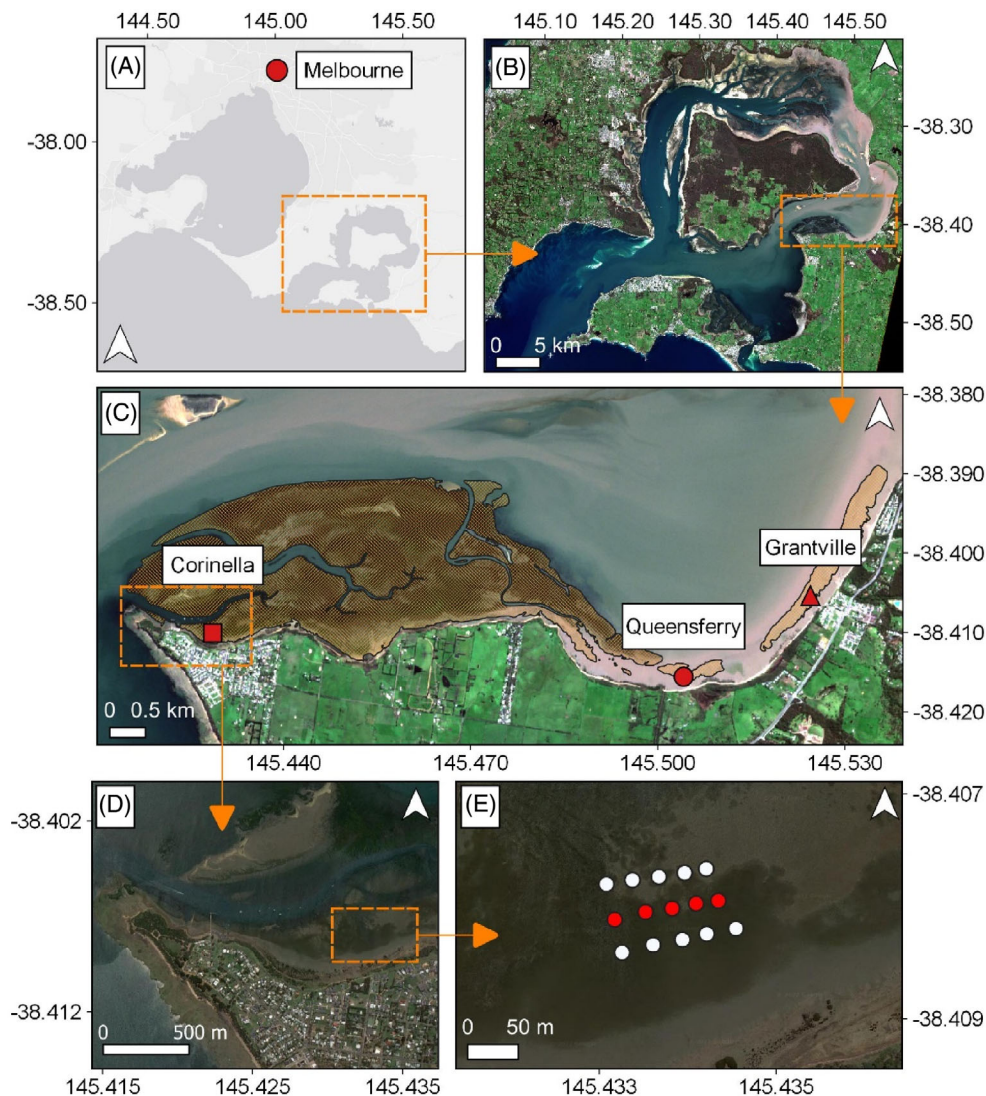 144.50 145.00 145.50
145.10 145.20 145.30 145.40 145.50
(A)
Melbourne
(B)
-38.00
-38.50
-38.30
-38.40
-38.50
0 5 km
(C)
-38.380
-38.390
-38.400
-38.410
-38.420
Corinella
Grantville
Queensferry
0 0.5 km
145.440 145.470 145.500 145.530
(D)
(E)
-38.402
-38.412
-38.407
-38.409
0 500 m
0 50 m
145.415 145.425 145.435
145.433 145.435